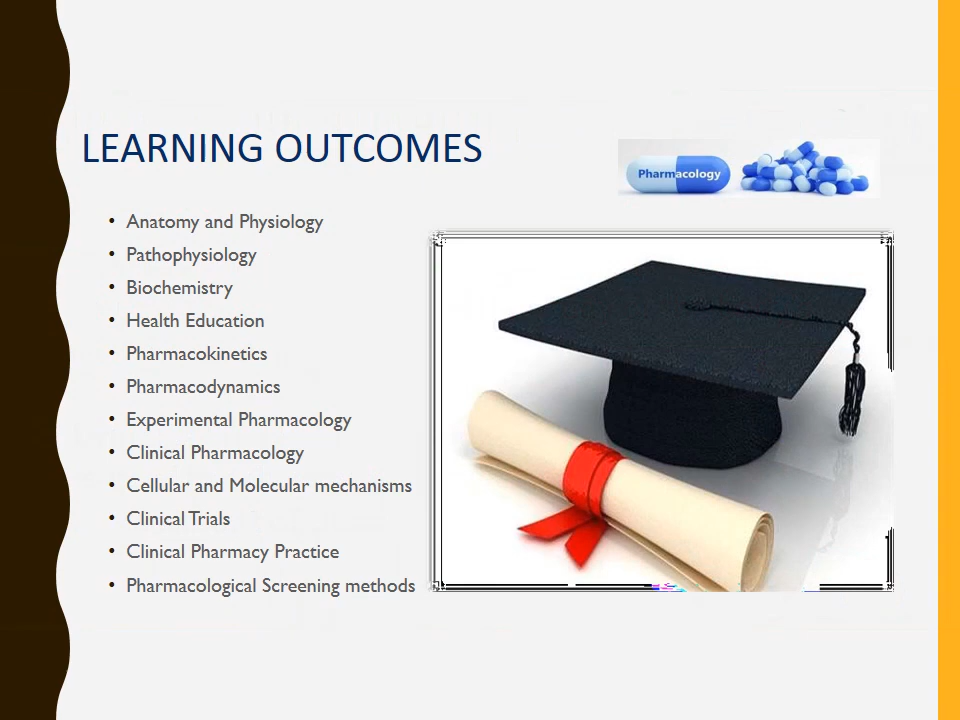 LEARNING OUTCOMES
Pharmacology
• Anatomy and Physiology
• Pathophysiology
• Biochemistry
• Health Education
• Pharmacokinetics
• Pharmacodynamics
• Experimental Pharmacology
• Clinical Pharmacology
• Cellular and Molecular mechanisms
• Clinical Trials
• Clinical Pharmacy Practice
• Pharmacological Screening methods